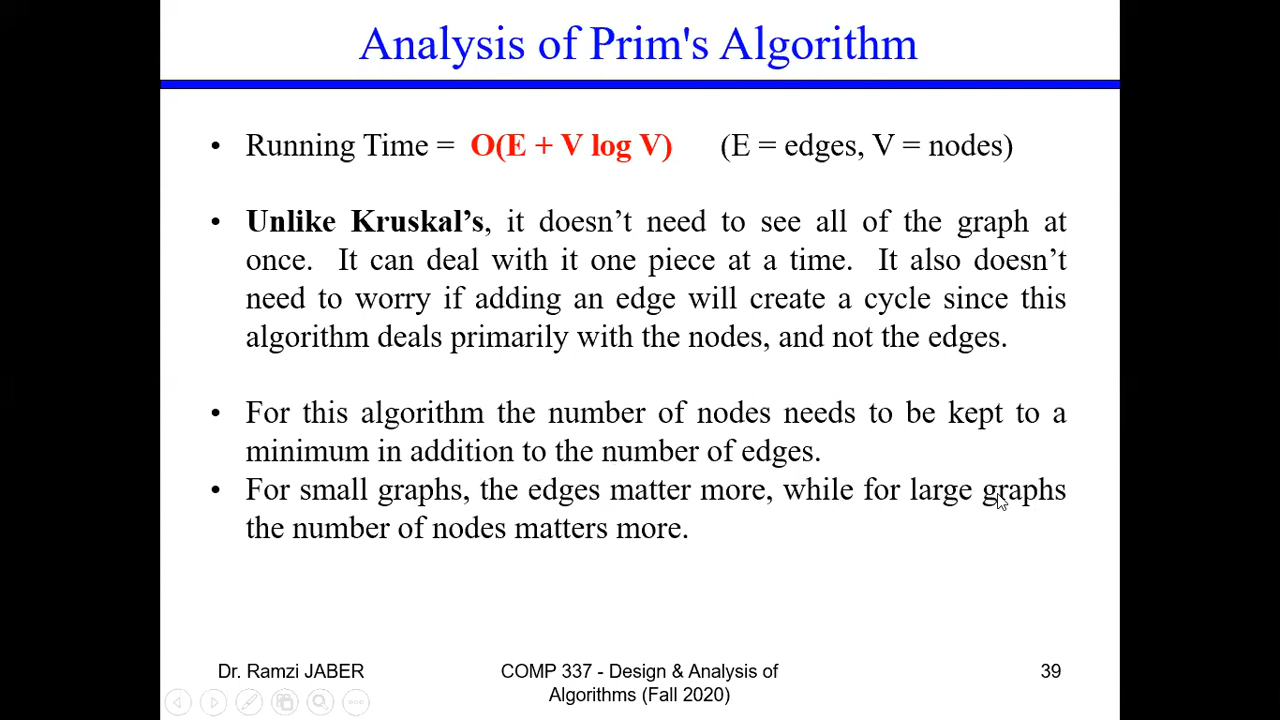 Analysis of Prim's Algorithm
• Running Time = O(E + V log V) (E = edges, V = nodes)
• Unlike Kruskal’s, it doesn’t need to see all of the graph at
once. It can deal with it one piece at a time. It also doesn’t
need to worry if adding an edge will create a cycle since this
algorithm deals primarily with the nodes, and not the edges.
• For this algorithm the number of nodes needs to be kept to a
minimum in addition to the number of edges.
• For small graphs, the edges matter more, while for large graphs
the number of nodes matters more.
Dr. Ramzi JABER
COMP 337 - Design & Analysis of
Algorithms (Fall 2020)
39